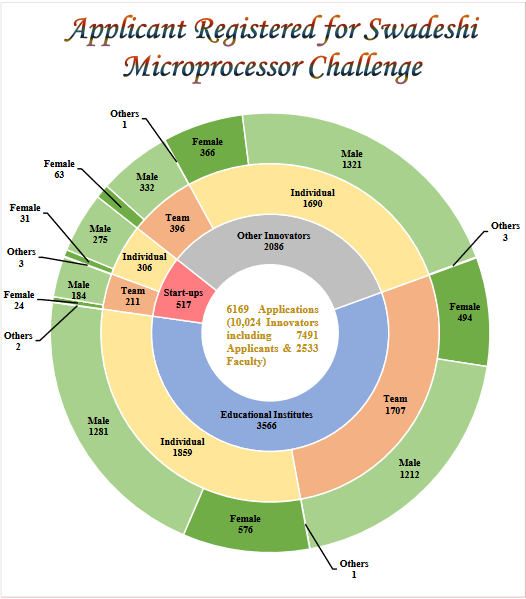 Applicant Registered for Swadeshi
Microprocessor Challenge
Others
1
Female
366
Male
1321
Female
63
Male
332
Individual
1690
Team
396
Female
31
Male
275
Other Innovators
2086
Others
3
Individual
306
Others
3
Male
184
Team
211
Start-ups
517
Female
24
Others
2
6169 Applications
(10,024 Innovators
including 7491
Applicants & 2533
Faculty)
Female
494
Team
1707
Educational Institutes
3566
Male
1281
Individual
1859
Male
1212
Female
576
Others
1